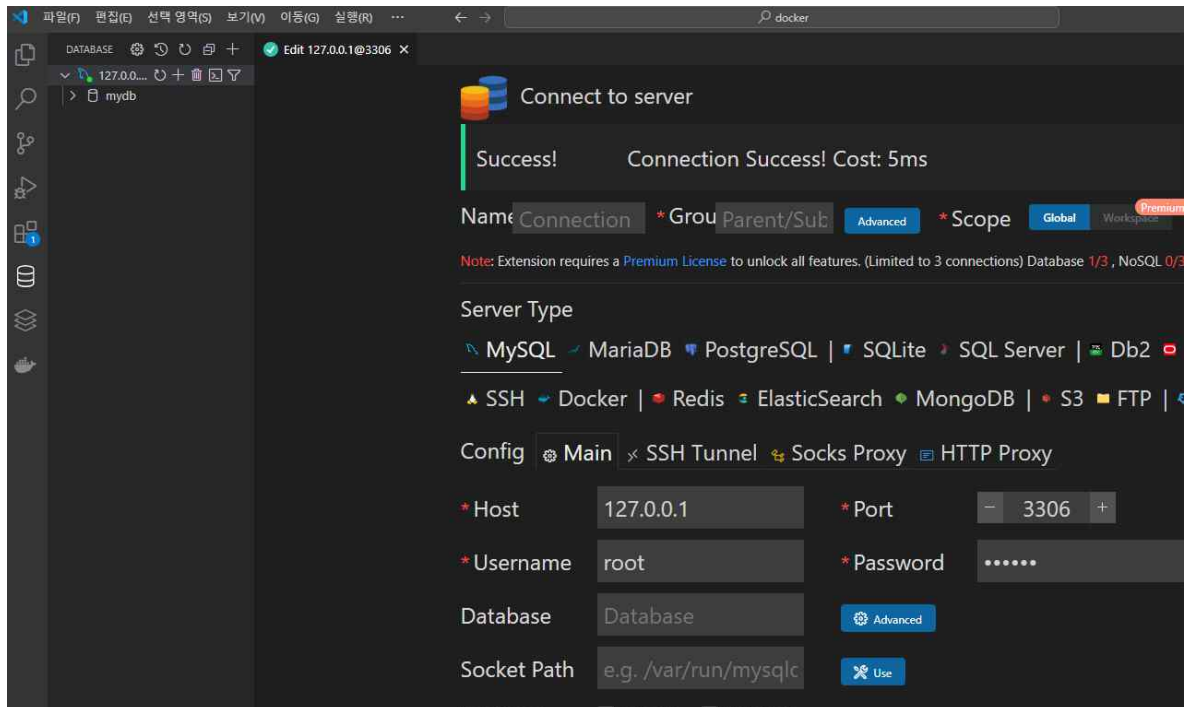 파일(F) 편집(E) 선택 영역(S) 보기(V) 이동(G) 실행(R) ··· docker
DATABASE Edit 127.0.0.1@3306
127.0.0....
mydb
Connect to server
Success! Connection Success! Cost: 5ms
Premium
Name Connection * Grou Parent/Sub Advanced * Scope Global Workspace
Note: Extension requires a Premium License to unlock all features. (Limited to 3 connections) Database 1/3 , NoSQL 0/3
Server Type
MySQL MariaDB PostgreSQL | SQLite SQL Server | Db2
SSH Docker | Redis ElasticSearch MongoDB | S3 FTP |
1
Config Main SSH Tunnel Socks Proxy HTTP Proxy
* Host 127.0.0.1 * Port − 3306 +
* Username root * Password ••••••
Database Database Advanced
Socket Path e.g. /var/run/mysqlc Use